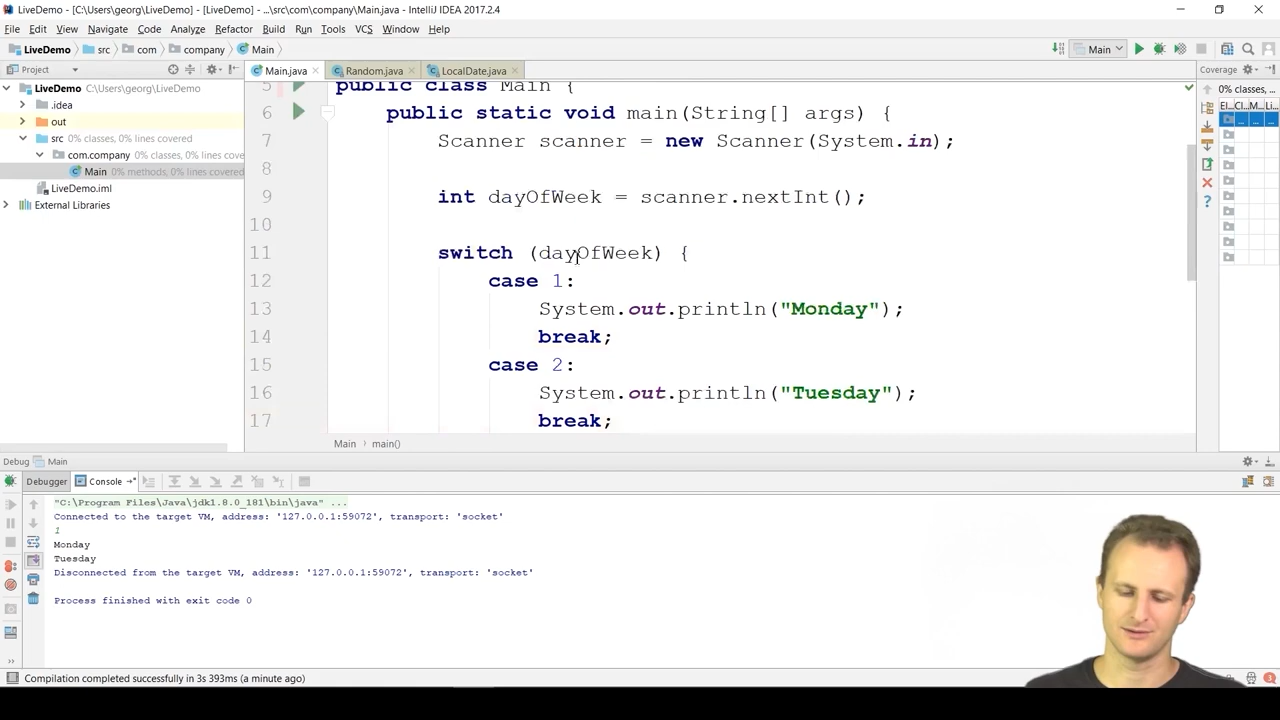 LiveDemo - [C:\Users\georg\LiveDemo] - [LiveDemo] - ...\src\com\company\Main.java - IntelliJ IDEA 2017.2.4
File Edit View Navigate Code Analyze Refactor Build Run Tools VCS Window Help
LiveDemo src com company Main Main
Project Main.java Random.java LocalDate.java Coverage
LiveDemo C:\Users\georg\LiveDemo
.idea
out
src 0% classes, 0% lines covered
com.company 0% classes, 0% lines cov
Main 0% methods, 0% lines covered
LiveDemo.iml
External Libraries
5 public class Main {
6 public static void main(String[] args) {
7 Scanner scanner = new Scanner(System.in);
8
9 int dayOfWeek = scanner.nextInt();
10
11 switch (dayOfWeek) {
12 case 1:
13 System.out.println("Monday");
14 break;
15 case 2:
16 System.out.println("Tuesday");
17 break;
Main main()
0% classes,...
Debug Main
Debugger Console
"C:\Program Files\Java\jdk1.8.0_181\bin\java" ...
Connected to the target VM, address: '127.0.0.1:59072', transport: 'socket'
1
Monday
Tuesday
Disconnected from the target VM, address: '127.0.0.1:59072', transport: 'socket'
Process finished with exit code 0
Compilation completed successfully in 3s 393ms (a minute ago)